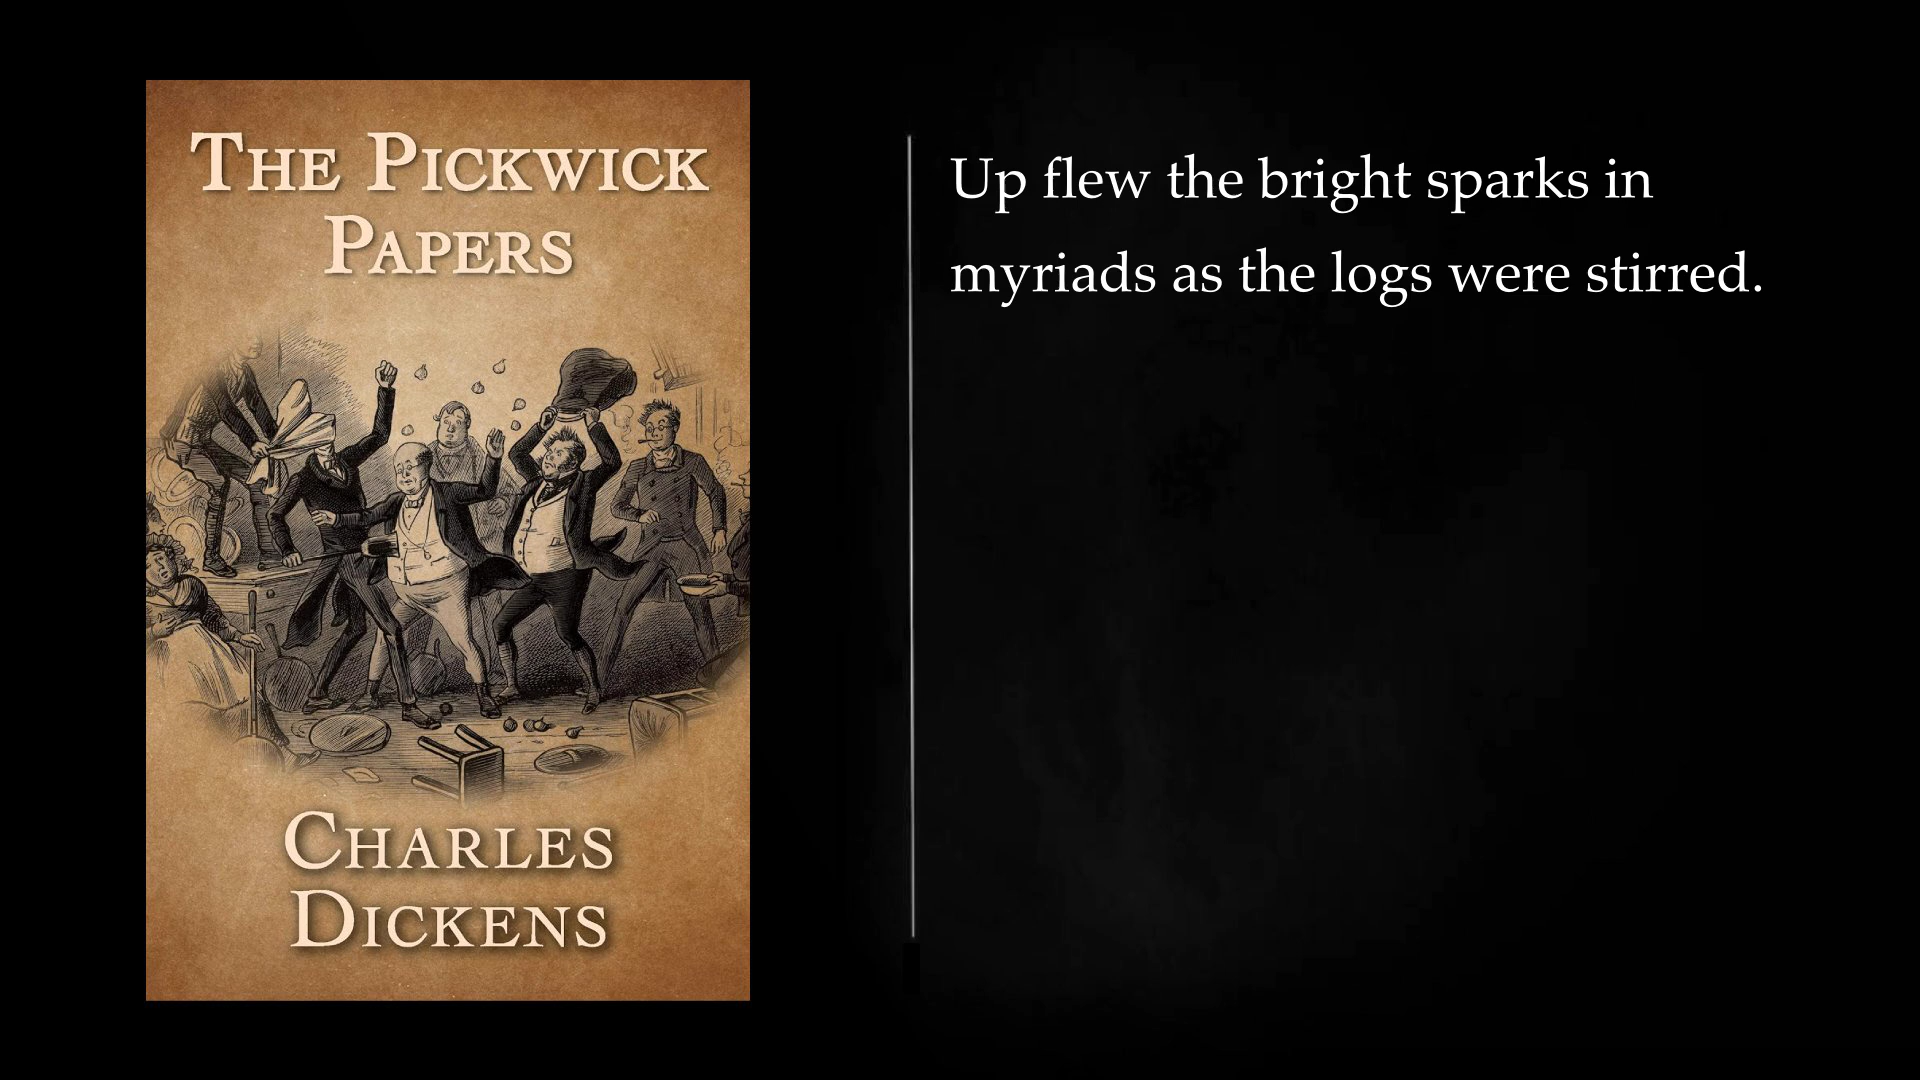 The Pickwick
Papers
Charles
Dickens
Up flew the bright sparks in
myriads as the logs were stirred.